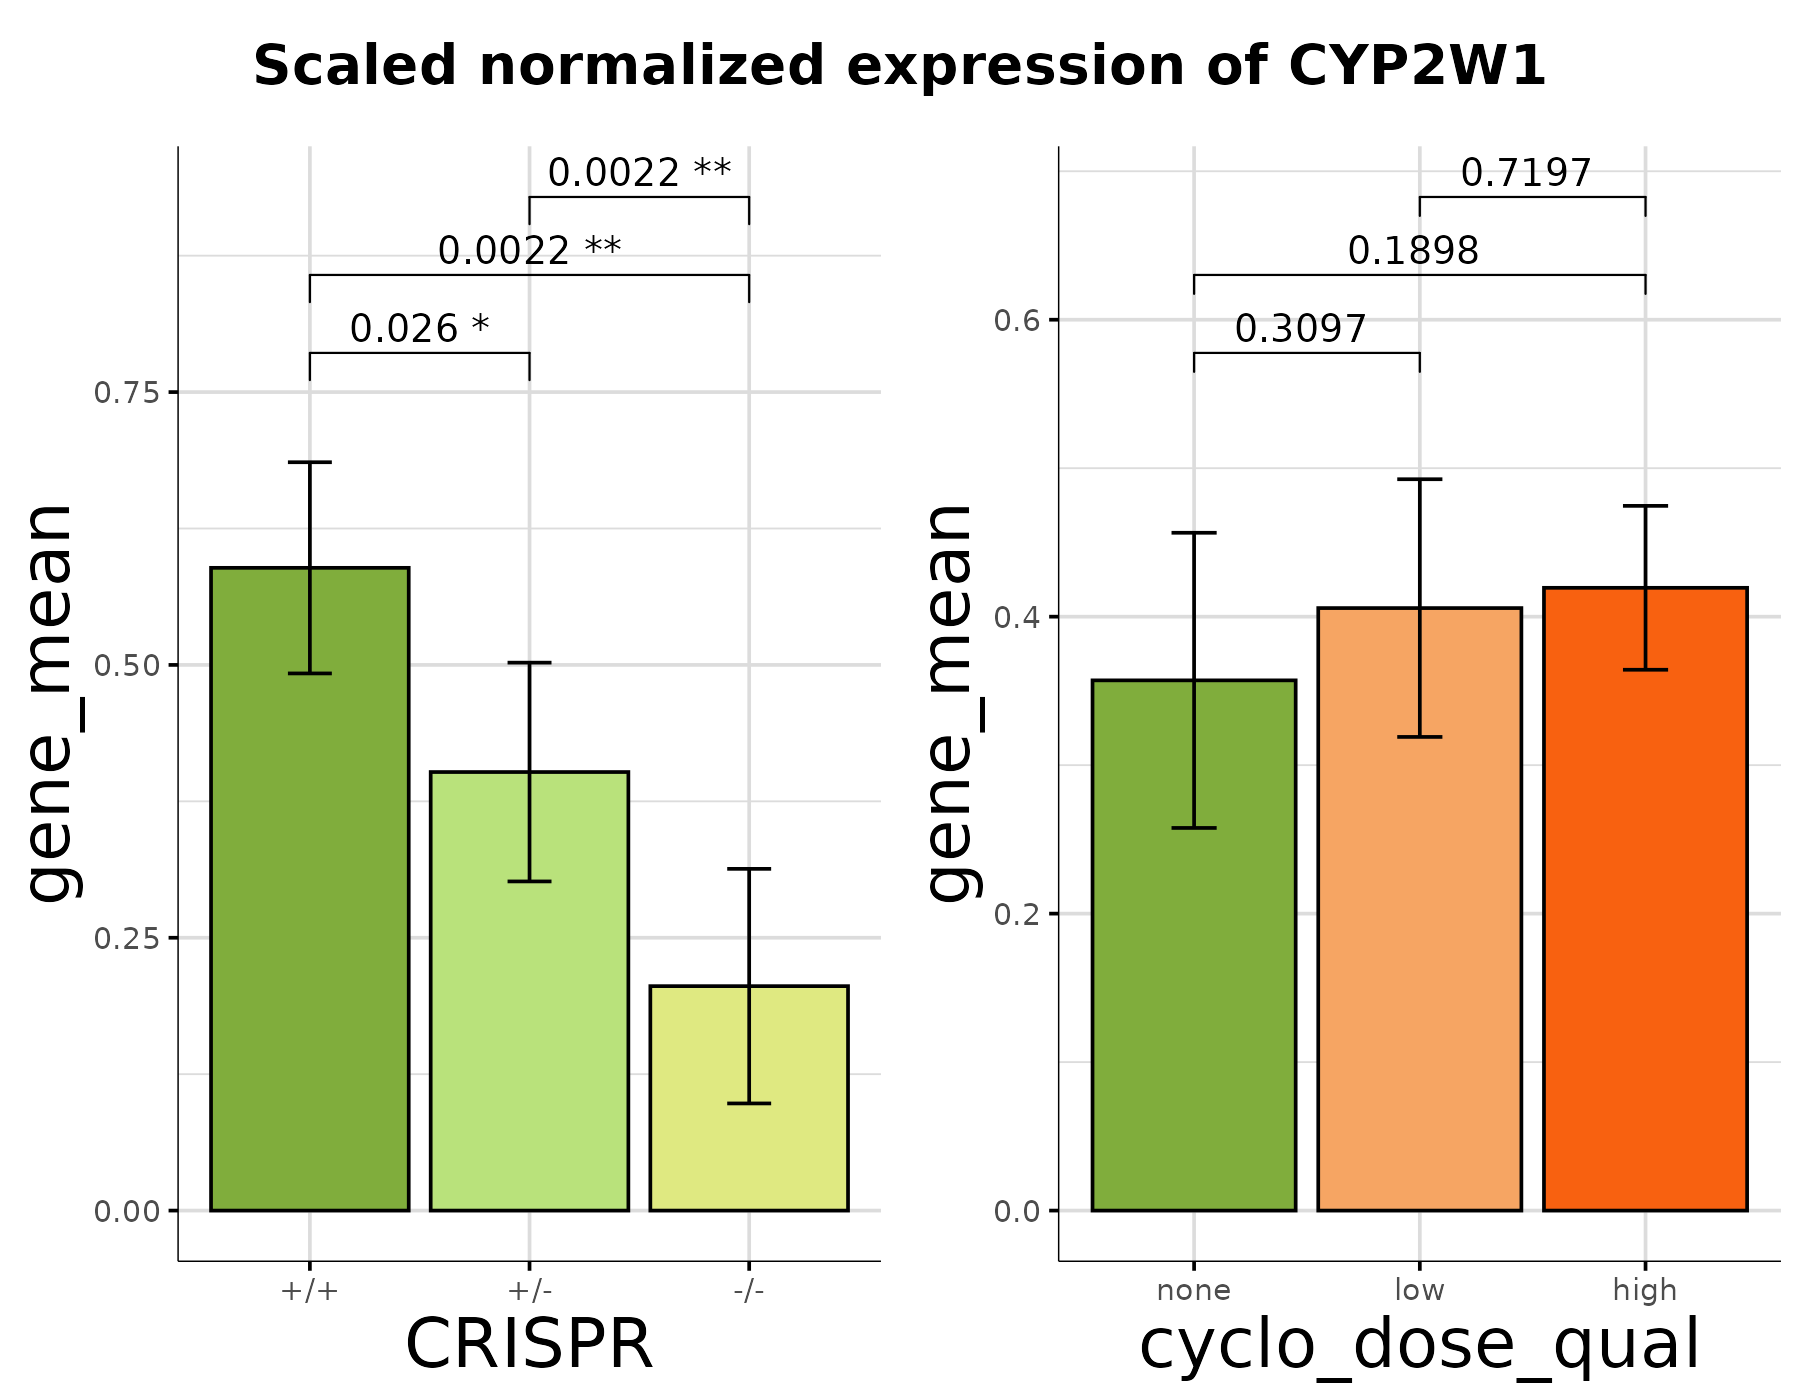 Scaled normalized expression of CYP2W1
gene_mean
0.75
0.50
0.25
0.00
0.0022 **
0.0022 **
0.026 *
+/+ +/- -/-
CRISPR
gene_mean
0.6
0.4
0.2
0.0
0.7197
0.1898
0.3097
none low high
cyclo_dose_qual